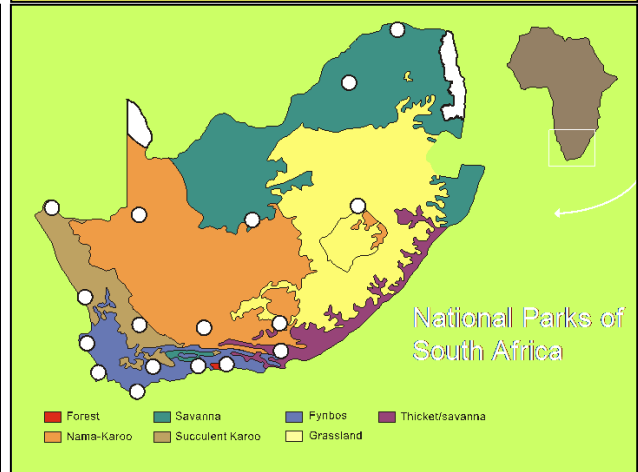 National Parks of
South Africa
Forest
Savanna
Fynbos
Thicket/savanna
Nama-Karoo
Succulent Karoo
Grassland